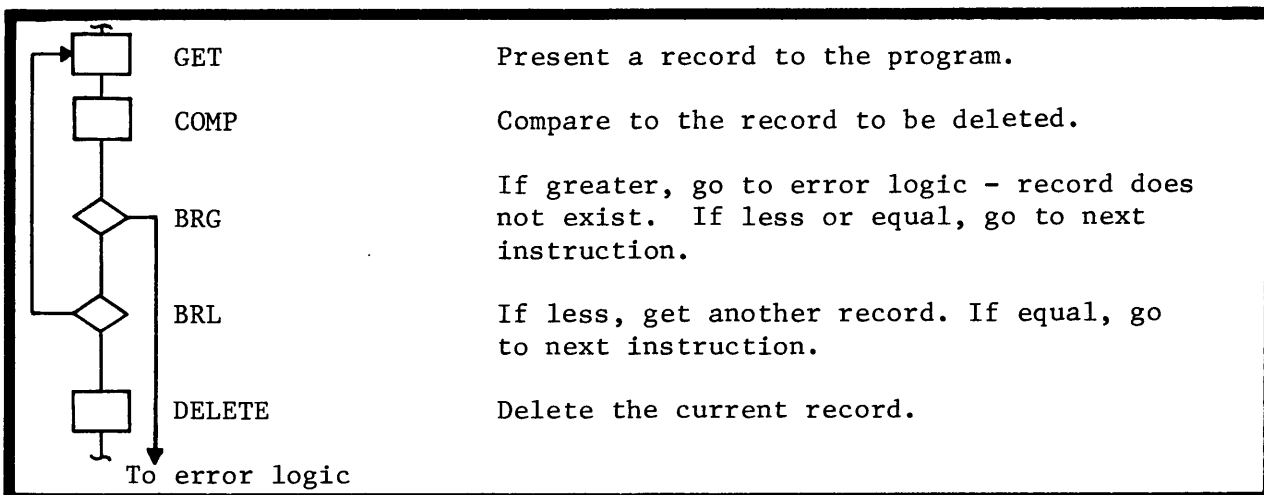 GET Present a record to the program.
COMP Compare to the record to be deleted.
If greater, go to error logic - record does
BRG not exist. If less or equal, go to next
instruction.
BRL If less, get another record. If equal, go
to next instruction.
DELETE Delete the current record.
To error logic